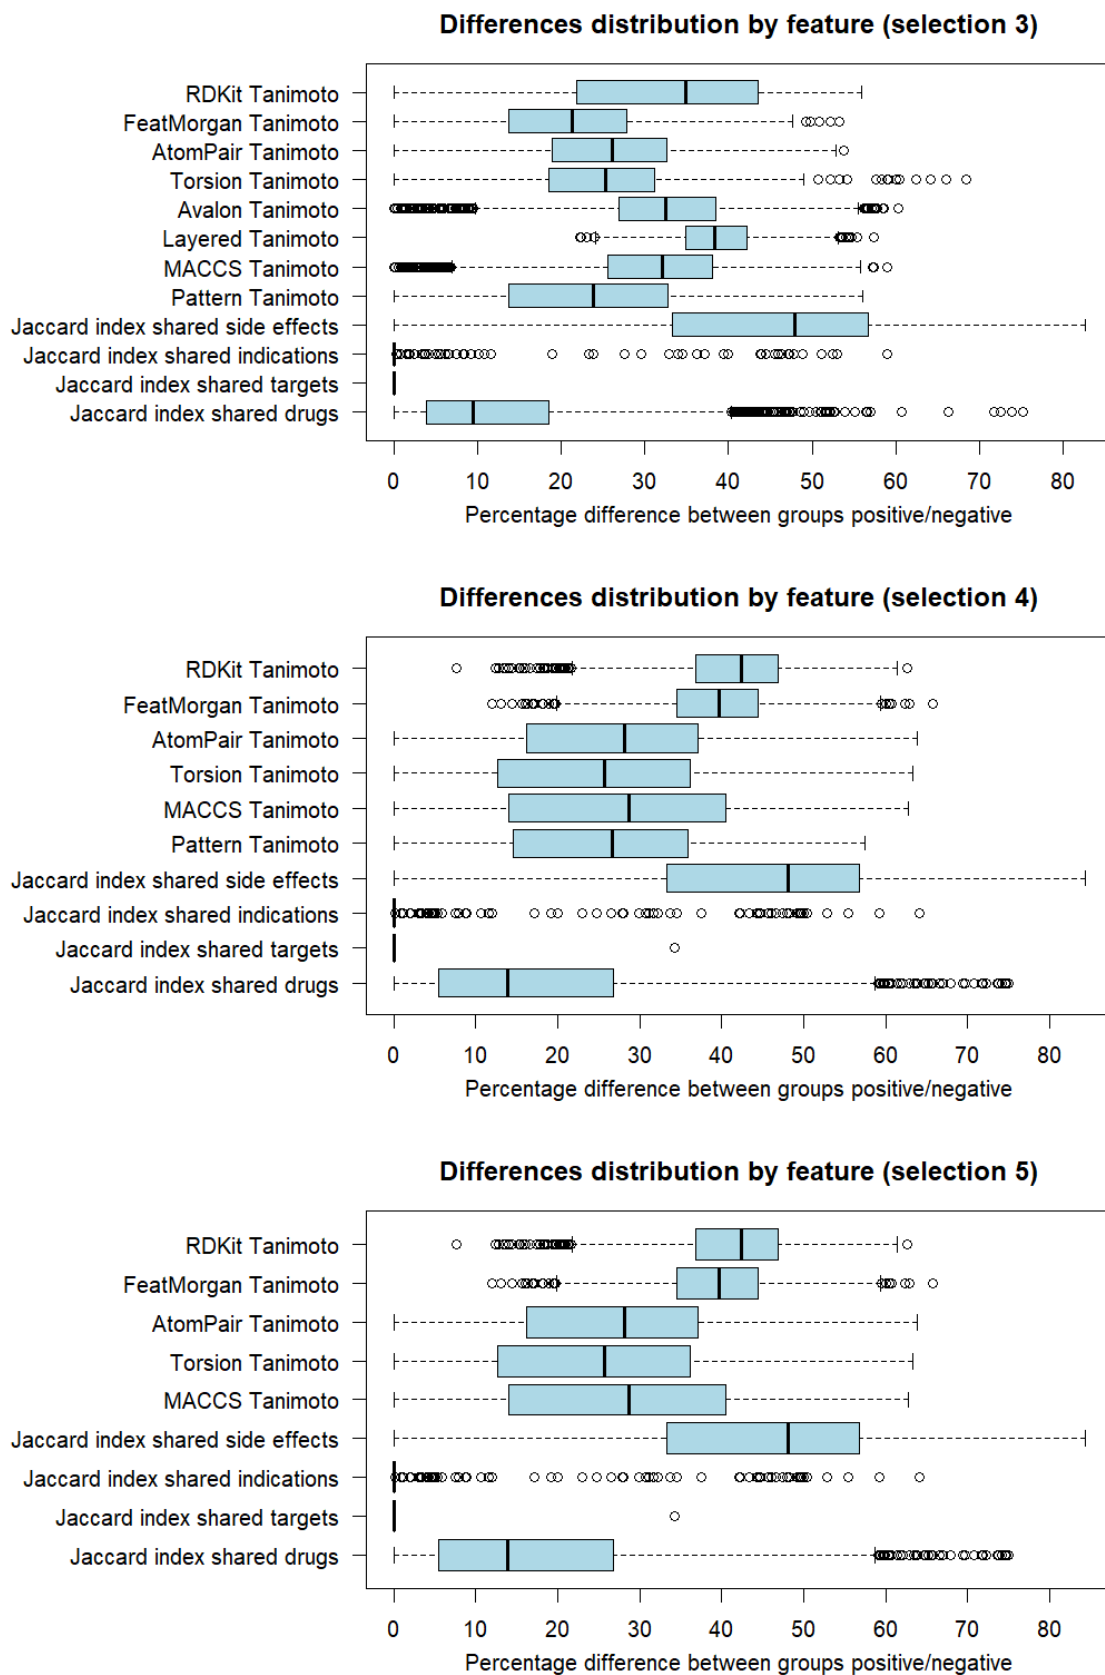 Differences distribution by feature (selection 3)
RDKit Tanimoto
FeatMorgan Tanimoto
AtomPair Tanimoto
Torsion Tanimoto
Avalon Tanimoto
Layered Tanimoto
MACCS Tanimoto
Pattern Tanimoto
Jaccard index shared side effects
Jaccard index shared indications
Jaccard index shared targets
Jaccard index shared drugs
0 10 20 30 40 50 60 70 80
Percentage difference between groups positive/negative
Differences distribution by feature (selection 4)
RDKit Tanimoto
FeatMorgan Tanimoto
AtomPair Tanimoto
Torsion Tanimoto
MACCS Tanimoto
Pattern Tanimoto
Jaccard index shared side effects
Jaccard index shared indications
Jaccard index shared targets
Jaccard index shared drugs
0 10 20 30 40 50 60 70 80
Percentage difference between groups positive/negative
Differences distribution by feature (selection 5)
RDKit Tanimoto
FeatMorgan Tanimoto
AtomPair Tanimoto
Torsion Tanimoto
MACCS Tanimoto
Jaccard index shared side effects
Jaccard index shared indications
Jaccard index shared targets
Jaccard index shared drugs
0 10 20 30 40 50 60 70 80
Percentage difference between groups positive/negative